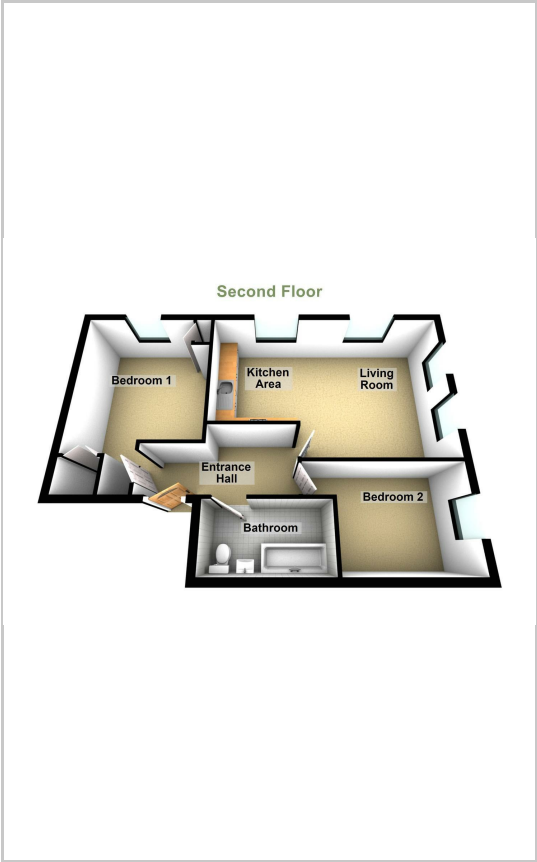 Second Floor
Kitchen
Area
Living
Room
Bedroom 1
Entrance
Hall
Bedroom 2
Bathroom